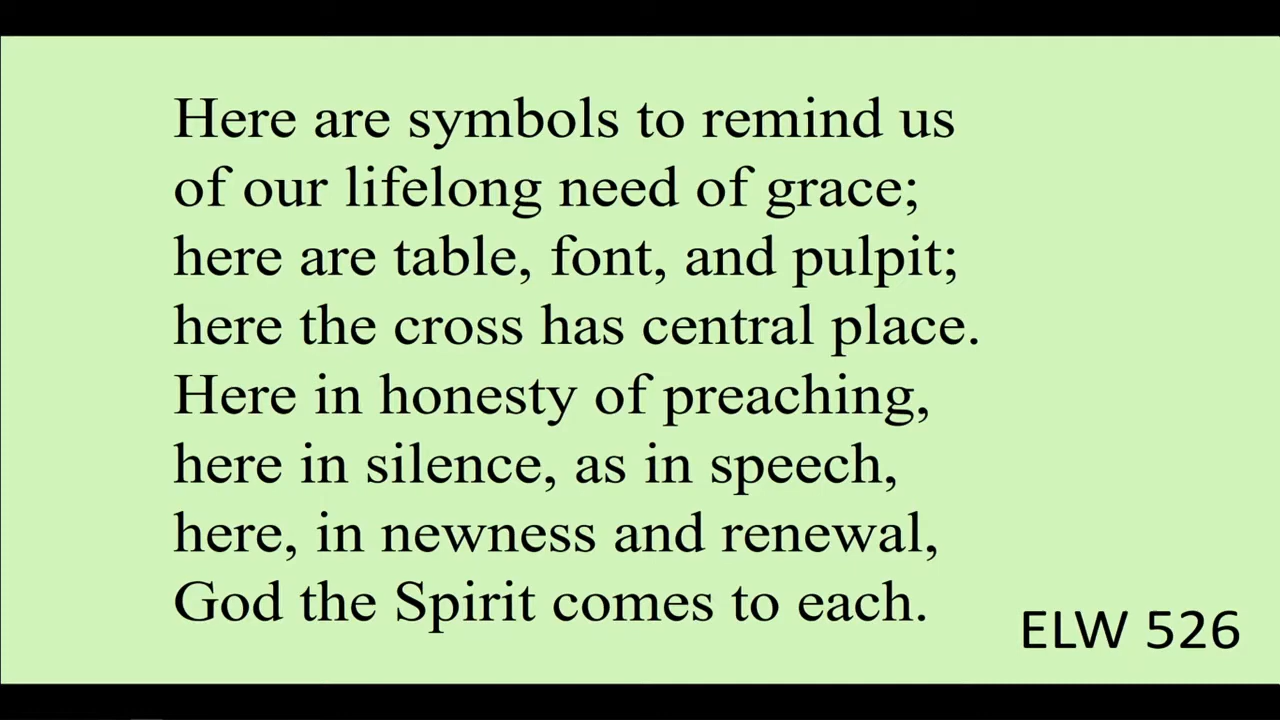 Here are symbols to remind us
of our lifelong need of grace;
here are table, font, and pulpit;
here the cross has central place.
Here in honesty of preaching,
here in silence, as in speech,
here, in newness and renewal,
God the Spirit comes to each.
ELW 526